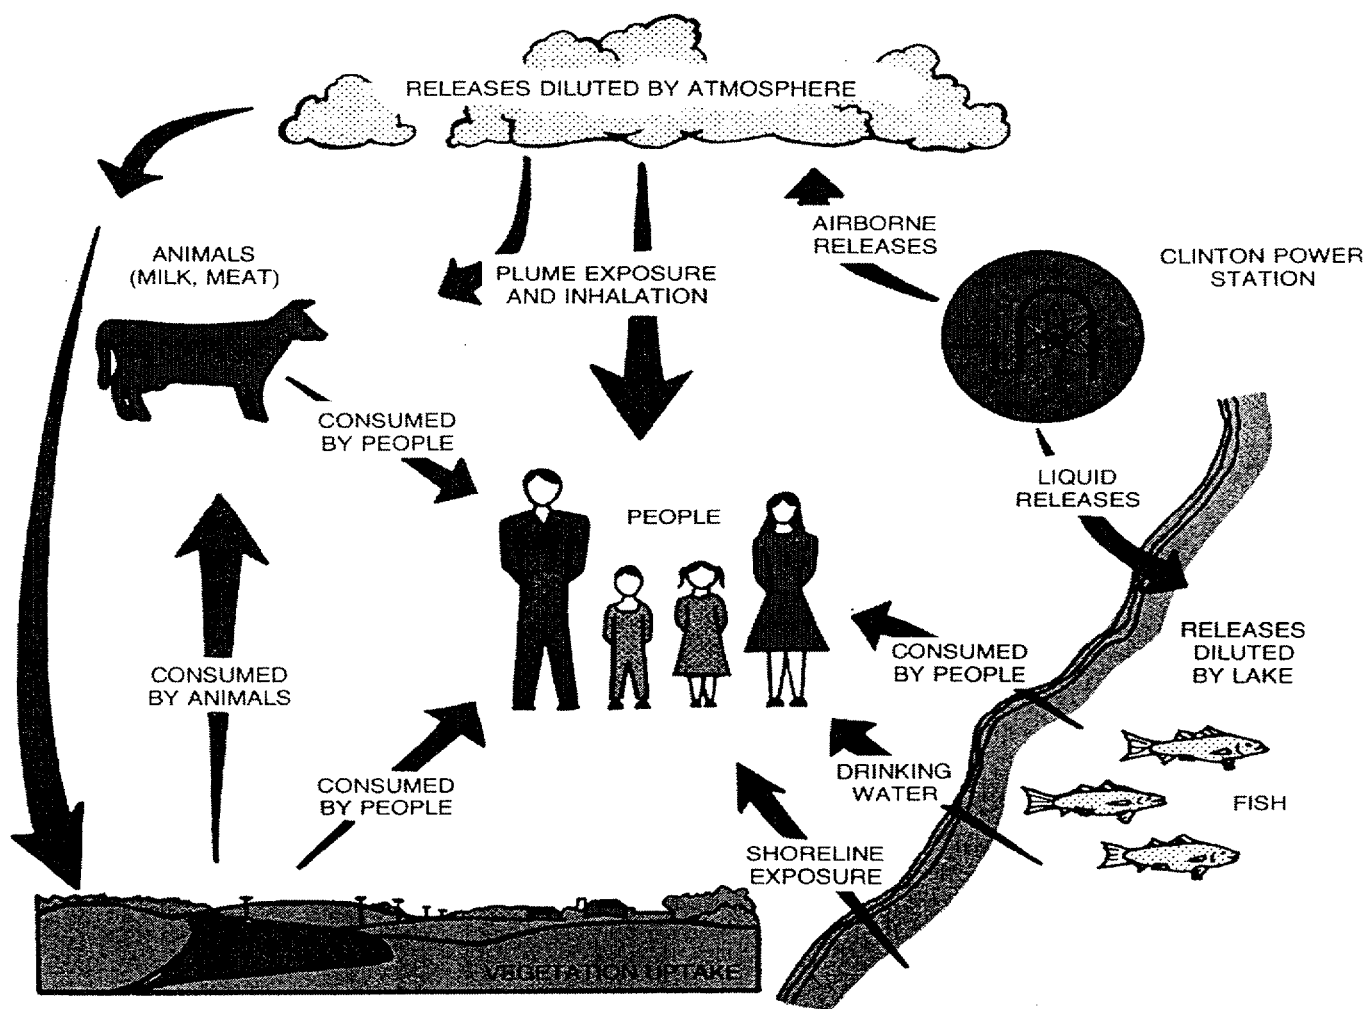 RELEASES DILUTED BY ATMOSPHERE
AIRBORNE
RELEASES
CLINTON POWER
STATION
ANIMALS
(MILK, MEAT)
PLUME EXPOSURE
AND INHALATION
CONSUMED
BY PEOPLE
LIQUID
RELEASES
PEOPLE
RELEASES
DILUTED
BY LAKE
CONSUMED
BY PEOPLE
CONSUMED
BY ANIMALS
DRINKING
WATER
FISH
CONSUMED
BY PEOPLE
SHORELINE
EXPOSURE
VEGETATION UPTAKE